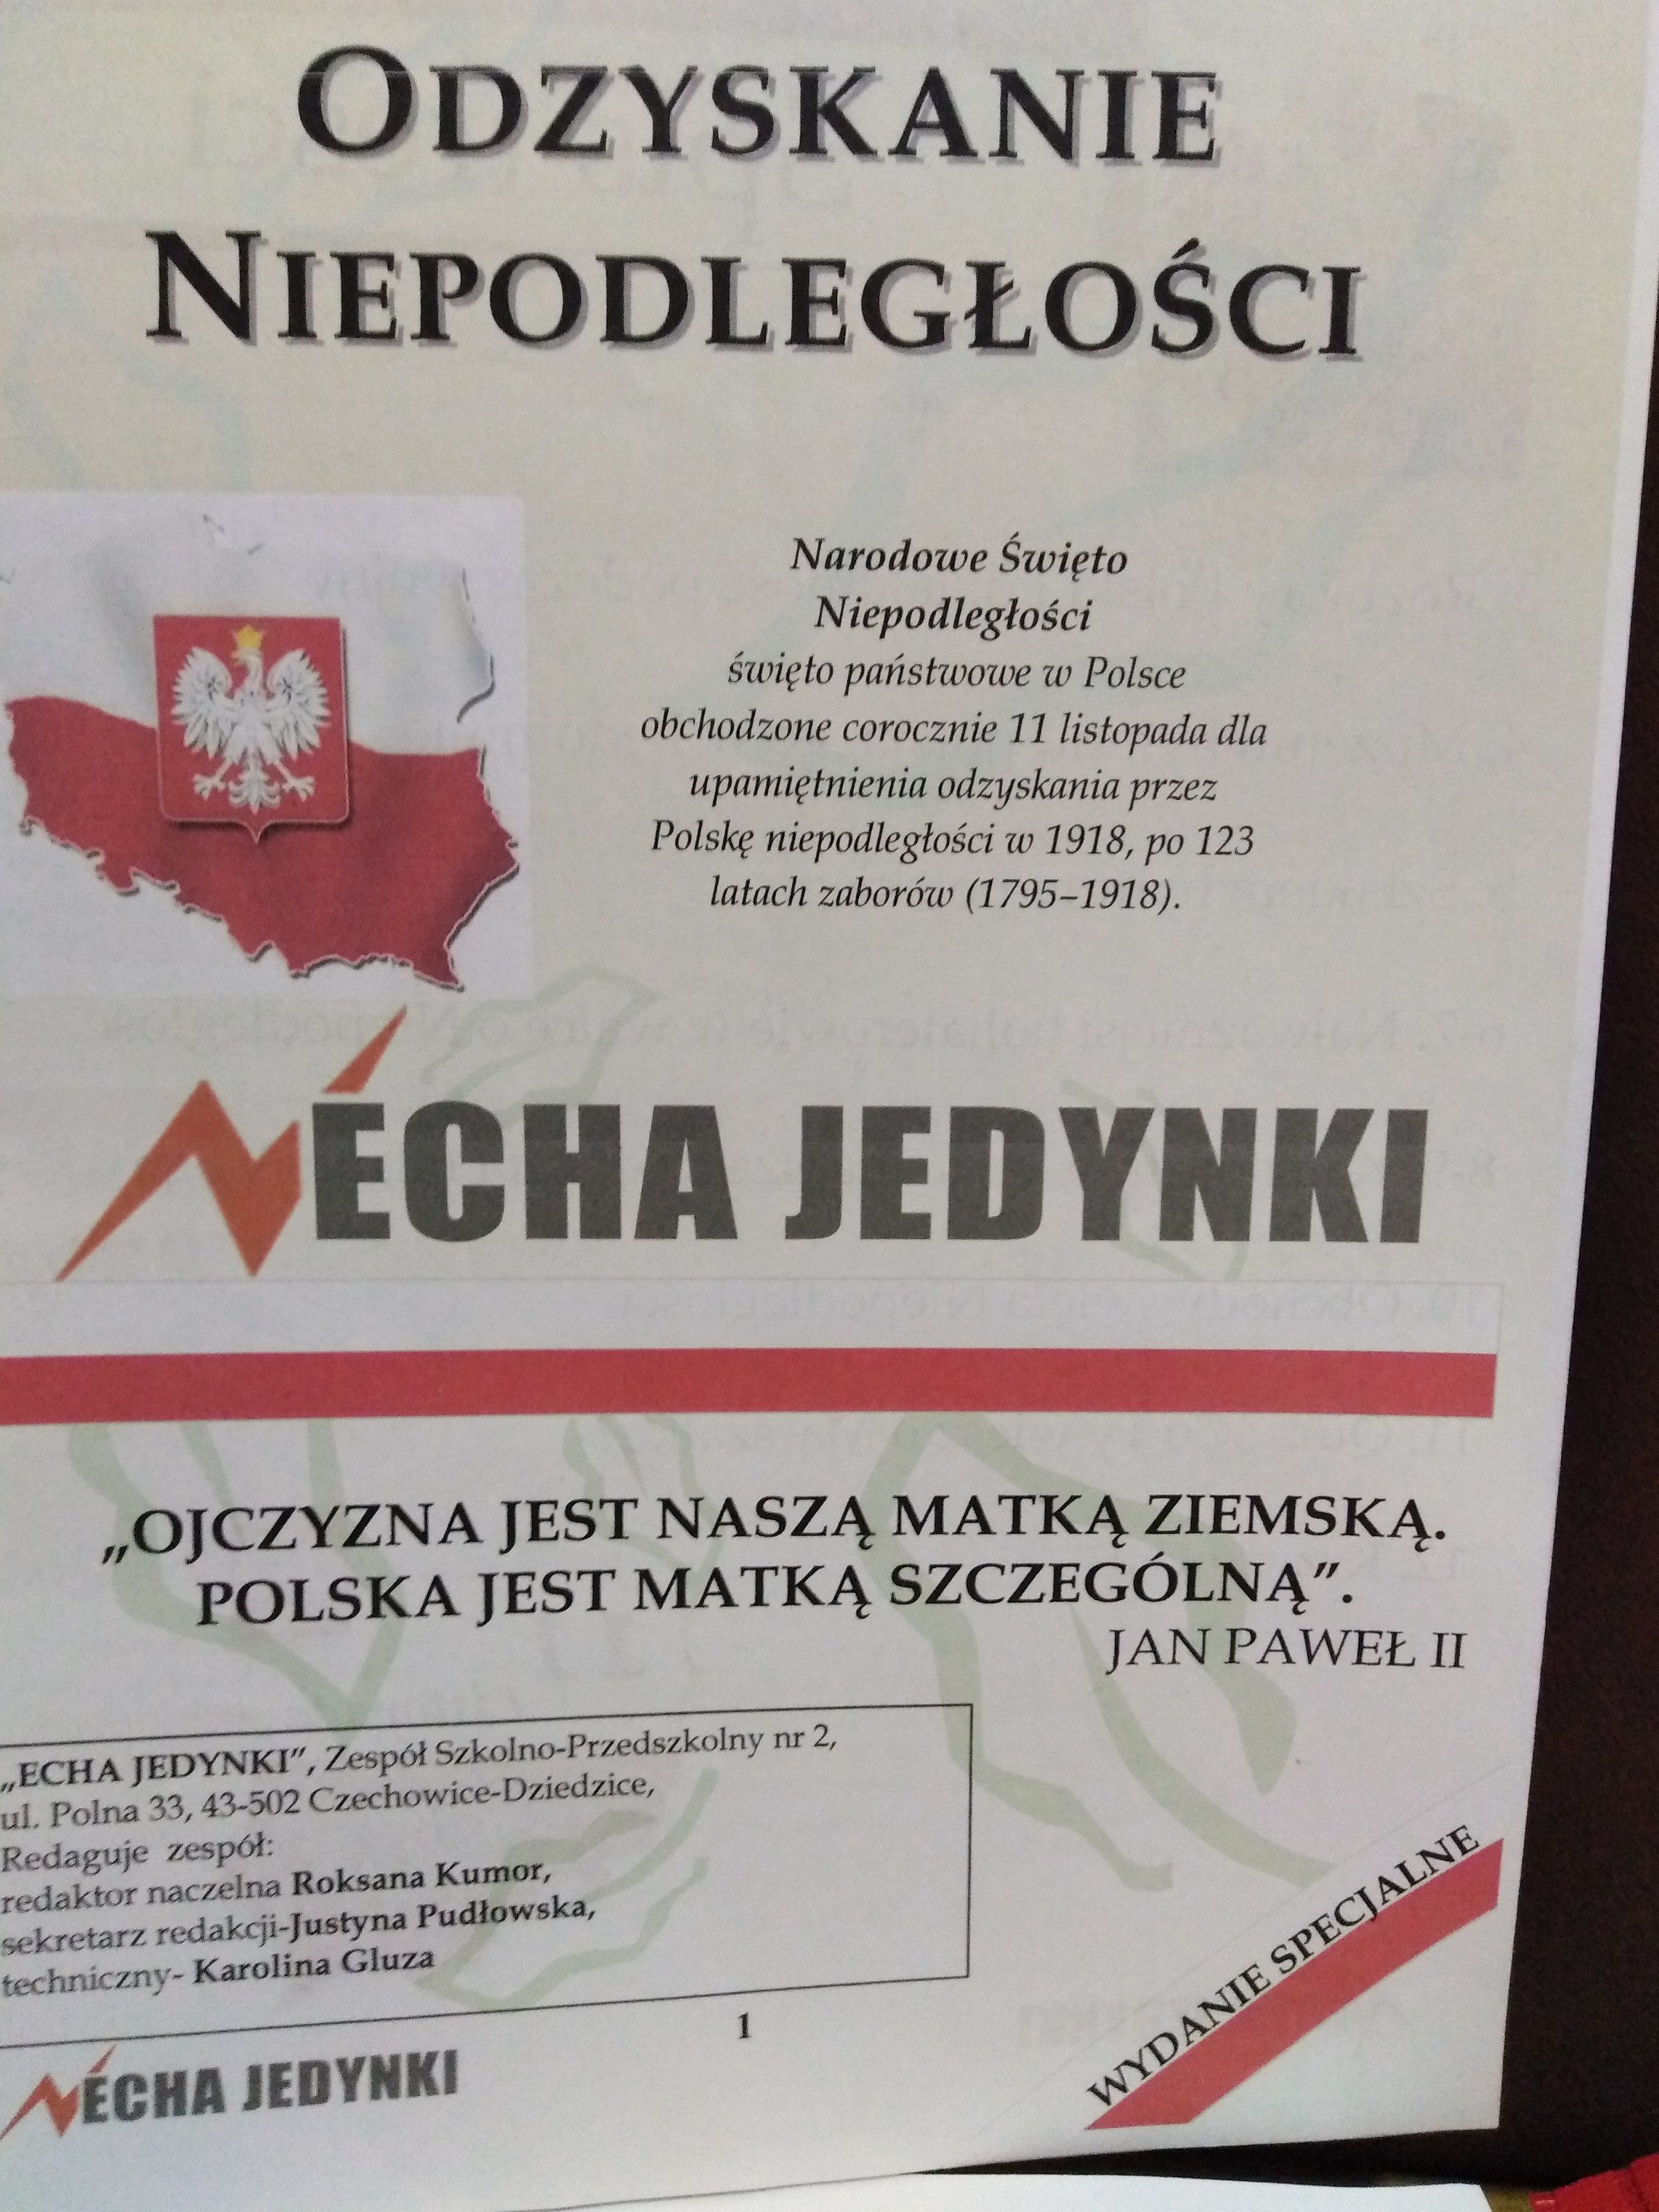 ODZYSKANIE
NIEPODLEGŁOŚCI
Narodowe Święto
Niepodległości
święto państwowe w Polsce
obchodzone corocznie 11 listopada dla
upamiętnienia odzyskania przez
Polskę niepodległości w 1918, po 123
latach zaborów (1795–1918).
ECHA JEDYNKI
„OJCZYZNA JEST NASZĄ MATKĄ ZIEMSKĄ.
POLSKA JEST MATKĄ SZCZEGÓLNĄ”.
JAN PAWEŁ II
„ECHA JEDYNKI”, Zespół Szkolno-Przedszkolny nr 2,
ul. Polna 33, 43-502 Czechowice-Dziedzice,
Redaguje zespół:
redaktor naczelna Roksana Kumor,
sekretarz redakcji-Justyna Pudłowska,
techniczny- Karolina Gluza
1
ECHA JEDYNKI
WYDANIE SPECJALNE